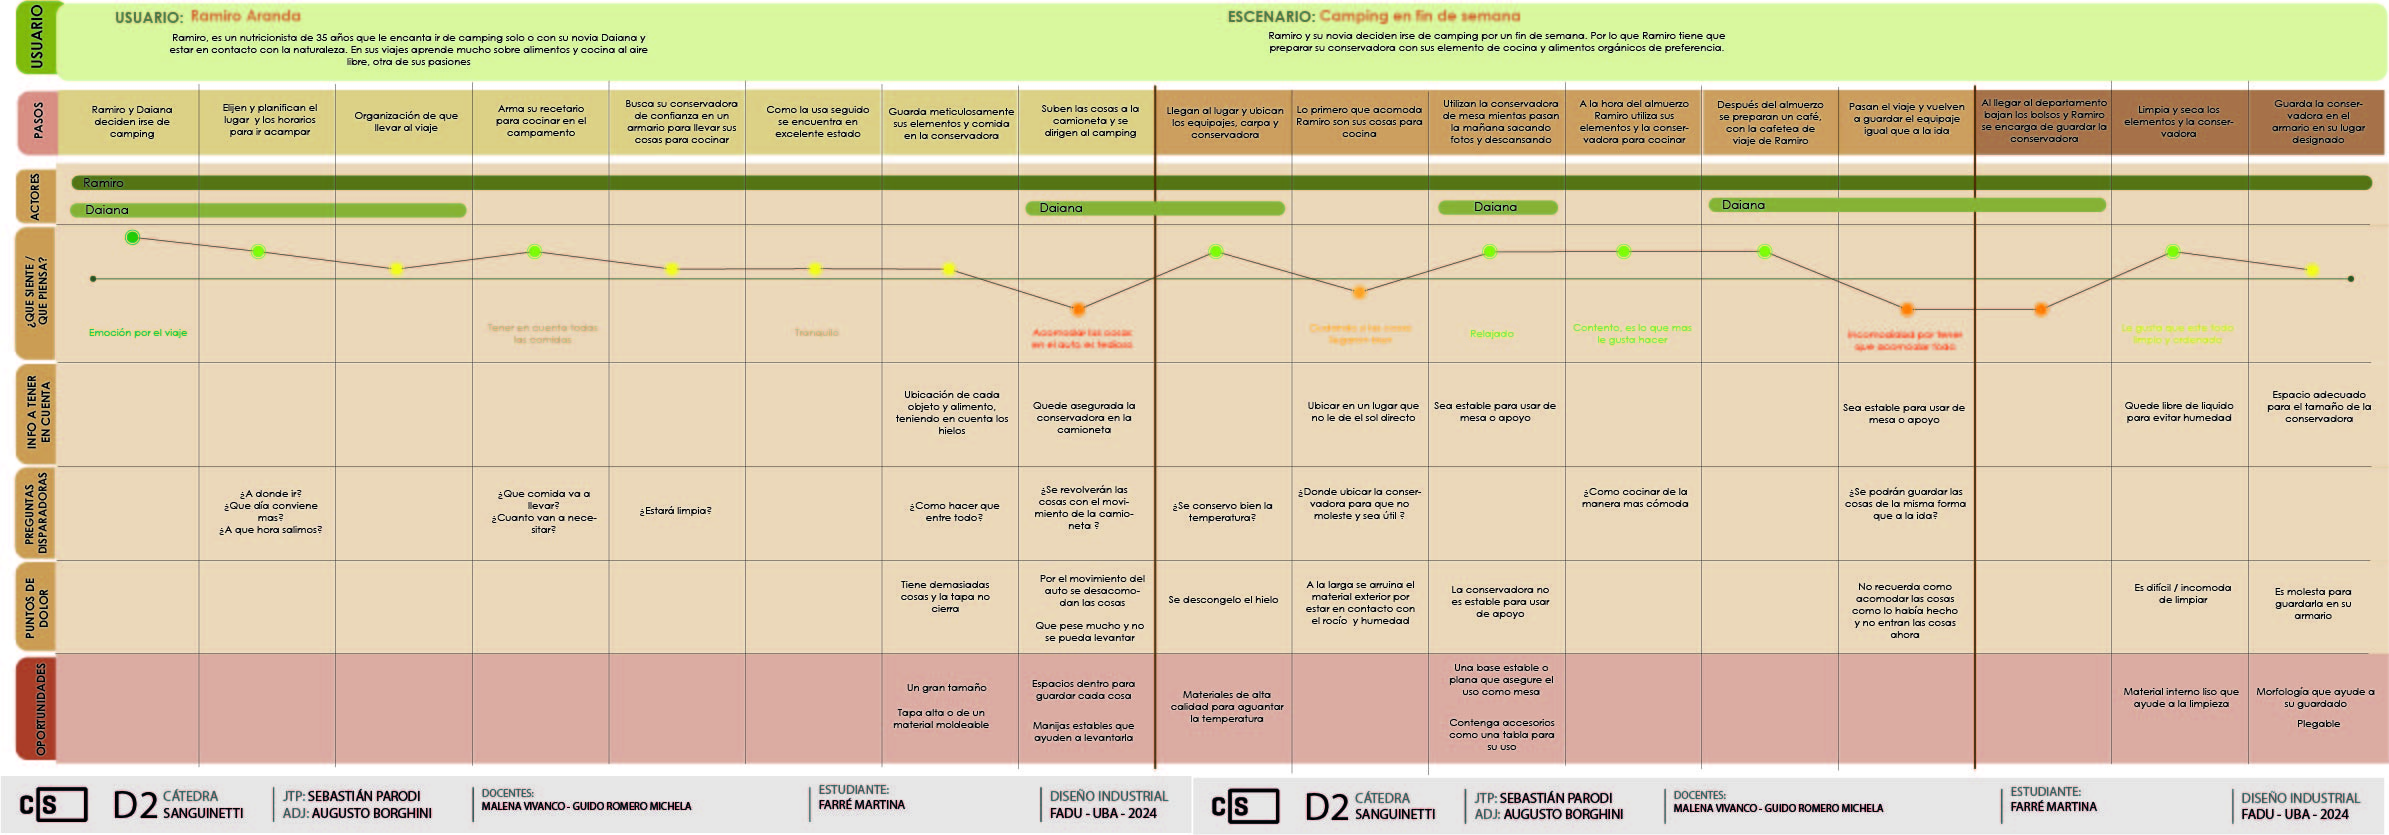 USUARIO
USUARIO: Ramiro Aranda
Ramiro, es un nutricionista de 35 años que le encanta ir de camping solo o con su novia Daiana y
estar en contacto con la naturaleza. En sus viajes aprende mucho sobre alimentos y cocina al aire
libre, otra de sus pasiones
ESCENARIO: Camping en fin de semana
Ramiro y su novia deciden irse de camping por un fin de semana. Por lo que Ramiro tiene que
preparar su conservadora con sus elemento de cocina y alimentos orgánicos de preferencia.
PASOS
Ramiro y Daiana
deciden irse de
camping
Elijen y planifican el
lugar y los horarios
para ir acampar
Organización de que
llevar al viaje
Arma su recetario
para cocinar en el
campamento
Busca su conservadora
de confianza en un
armario para llevar sus
cosas para cocinar
Como la usa seguido
se encuentra en
excelente estado
Guarda meticulosamente
sus elementos y comida
en la conservadora
Suben las cosas a la
camioneta y se
dirigen al camping
Llegan al lugar y ubican
los equipajes, carpa y
conservadora
Lo primero que acomoda
Ramiro son sus cosas para
cocina
Utilizan la conservadora
de mesa mientas pasan
la mañana sacando
fotos y descansando
A la hora del almuerzo
Ramiro utiliza sus
elementos y la conser-
vadora para cocinar
Después del almuerzo
se preparan un café,
con la cafetea de
viaje de Ramiro
Pasan el viaje y vuelven
a guardar el equipaje
igual que a la ida
Al llegar al departamento
bajan los bolsos y Ramiro
se encarga de guardar la
conservadora
Limpia y seca los
elementos y la conser-
vadora
Guarda la conser-
vadora en el
armario en su lugar
designado
ACTORES
Ramiro
Daiana
Daiana
Daiana
Daiana
¿QUE SIENTE /
QUE PIENSA?
Emoción por el viaje
Tener en cuenta todas
las comidas
Tranquilo
Acomodar las cosas
en el auto es tedioso
Relajado
Contento, es lo que mas
le gusta hacer
Incomodidad por tener
que acomodar todo
Le gusta que este todo
limpio y ordenado
INFO A TENER
EN CUENTA
Ubicación de cada
objeto y alimento,
teniendo en cuenta los
hielos
Quede asegurada la
conservadora en la
camioneta
Ubicar en un lugar que
no le de el sol directo
Sea estable para usar de
mesa o apoyo
Sea estable para usar de
mesa o apoyo
Quede libre de liquido
para evitar humedad
Espacio adecuado
para el tamaño de la
conservadora
PREGUNTAS
DISPARADORAS
¿A donde ir?
¿Que día conviene
mas?
¿A que hora salimos?
¿Que comida va a
llevar?
¿Cuanto van a nece-
sitar?
¿Estará limpia?
¿Como hacer que
entre todo?
¿Se revolverán las
cosas con el movi-
miento de la camio-
neta ?
¿Se conservo bien la
temperatura?
¿Donde ubicar la conser-
vadora para que no
moleste y sea útil ?
¿Como cocinar de la
manera mas cómoda
¿Se podrán guardar las
cosas de la misma forma
que a la ida?
PUNTOS DE
DOLOR
Tiene demasiadas
cosas y la tapa no
cierra
Por el movimiento del
auto se desacomo-
dan las cosas
Que pese mucho y no
se pueda levantar
Se descongelo el hielo
A la larga se arruina el
material exterior por
estar en contacto con
el rocío y humedad
La conservadora no
es estable para usar
de apoyo
No recuerda como
acomodar las cosas
como lo había hecho
y no entran las cosas
ahora
Es difícil / incomoda
de limpiar
Es molesta para
guardarla en su
armario
OPORTUNIDADES
Un gran tamaño
Tapa alta o de un
material moldeable
Espacios dentro para
guardar cada cosa
Manijas estables que
ayuden a levantarla
Materiales de alta
calidad para aguantar
la temperatura
Una base estable o
plana que asegure el
uso como mesa
Contenga accesorios
como una tabla para
su uso
Material interno liso que
ayude a la limpieza
Morfología que ayude a
su guardado
Plegable
CS
D2 CÁTEDRA
SANGUINETTI
JTP: SEBASTIÁN PARODI
ADJ: AUGUSTO BORGHINI
DOCENTES:
MALENA VIVANCO - GUIDO ROMERO MICHELA
ESTUDIANTE:
FARRÉ MARTINA
DISEÑO INDUSTRIAL
FADU - UBA - 2024
CS
D2 CÁTEDRA
SANGUINETTI
JTP: SEBASTIÁN PARODI
ADJ: AUGUSTO BORGHINI
DOCENTES:
MALENA VIVANCO - GUIDO ROMERO MICHELA
ESTUDIANTE:
FARRÉ MARTINA
DISEÑO INDUSTRIAL
FADU - UBA - 2024